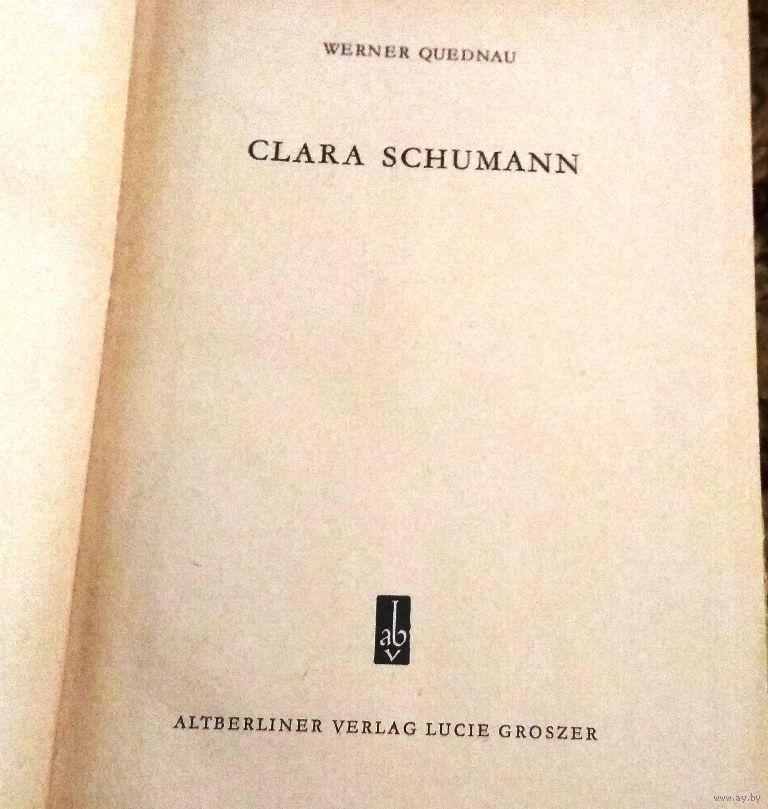 WERNER QUEDNAU
CLARA SCHUMANN
ab
v
ALTBERLINER VERLAG LUCIE GROSZER
www.ay.by